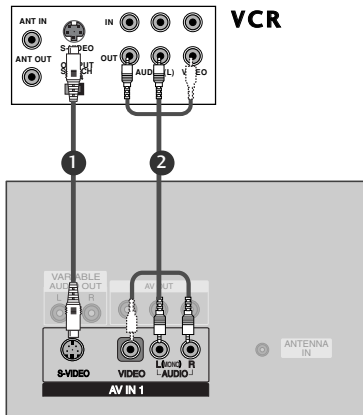 VCR
ANT IN
IN
S-VIDEO
ANT OUT
OUT
(L)
1
2
VARIABLE
AUDIO OUT
L R
AV OUT
ANTENNA
IN
L(MONO) R
S-VIDEO VIDEO AUDIO
AV IN 1